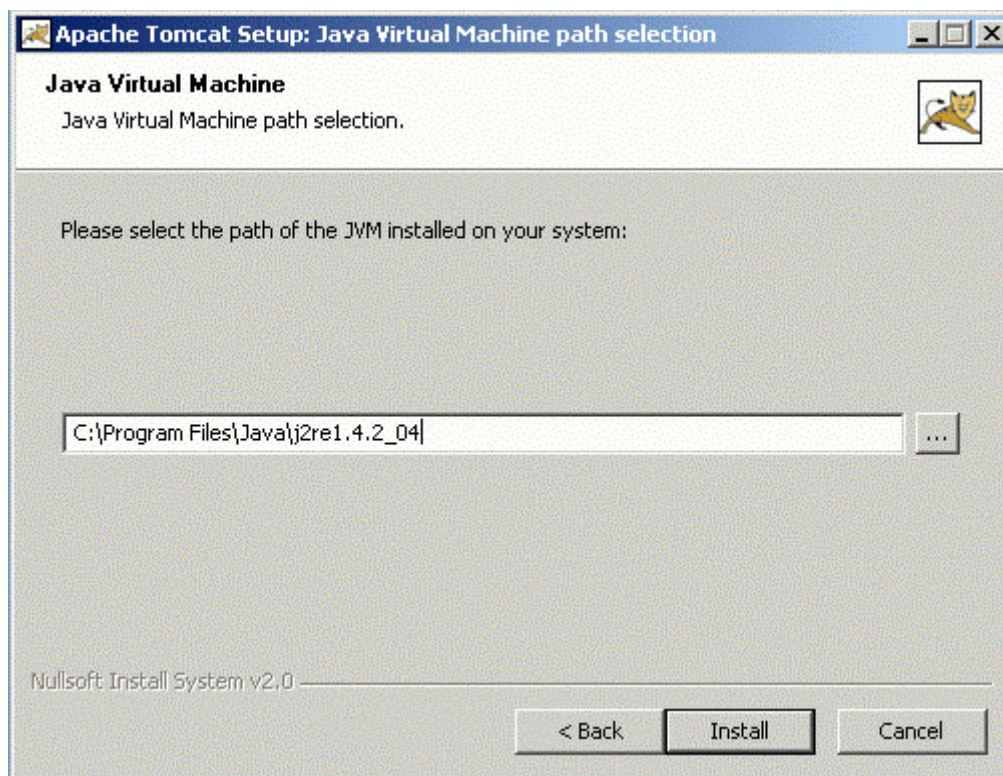 Apache Tomcat Setup: Java Virtual Machine path selection
Java Virtual Machine
Java Virtual Machine path selection.
Please select the path of the JVM installed on your system:
C:\Program Files\Java\j2re1.4.2_04
...
Nullsoft Install System v2.0
< Back
Install
Cancel